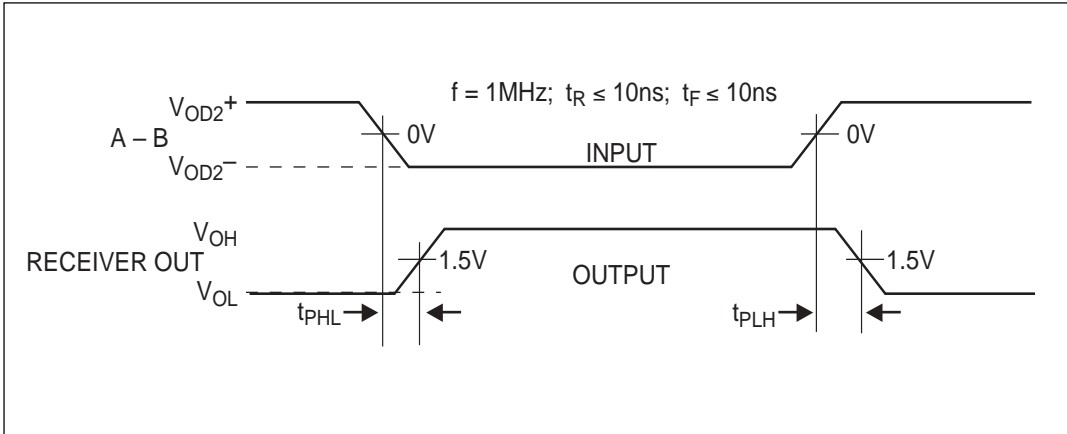 f = 1MHz; tR ≤ 10ns; tF ≤ 10ns
VOD2+
A – B
0V
0V
VOD2–
INPUT
VOH
RECEIVER OUT
1.5V
OUTPUT
1.5V
VOL
tPHL
tPLH